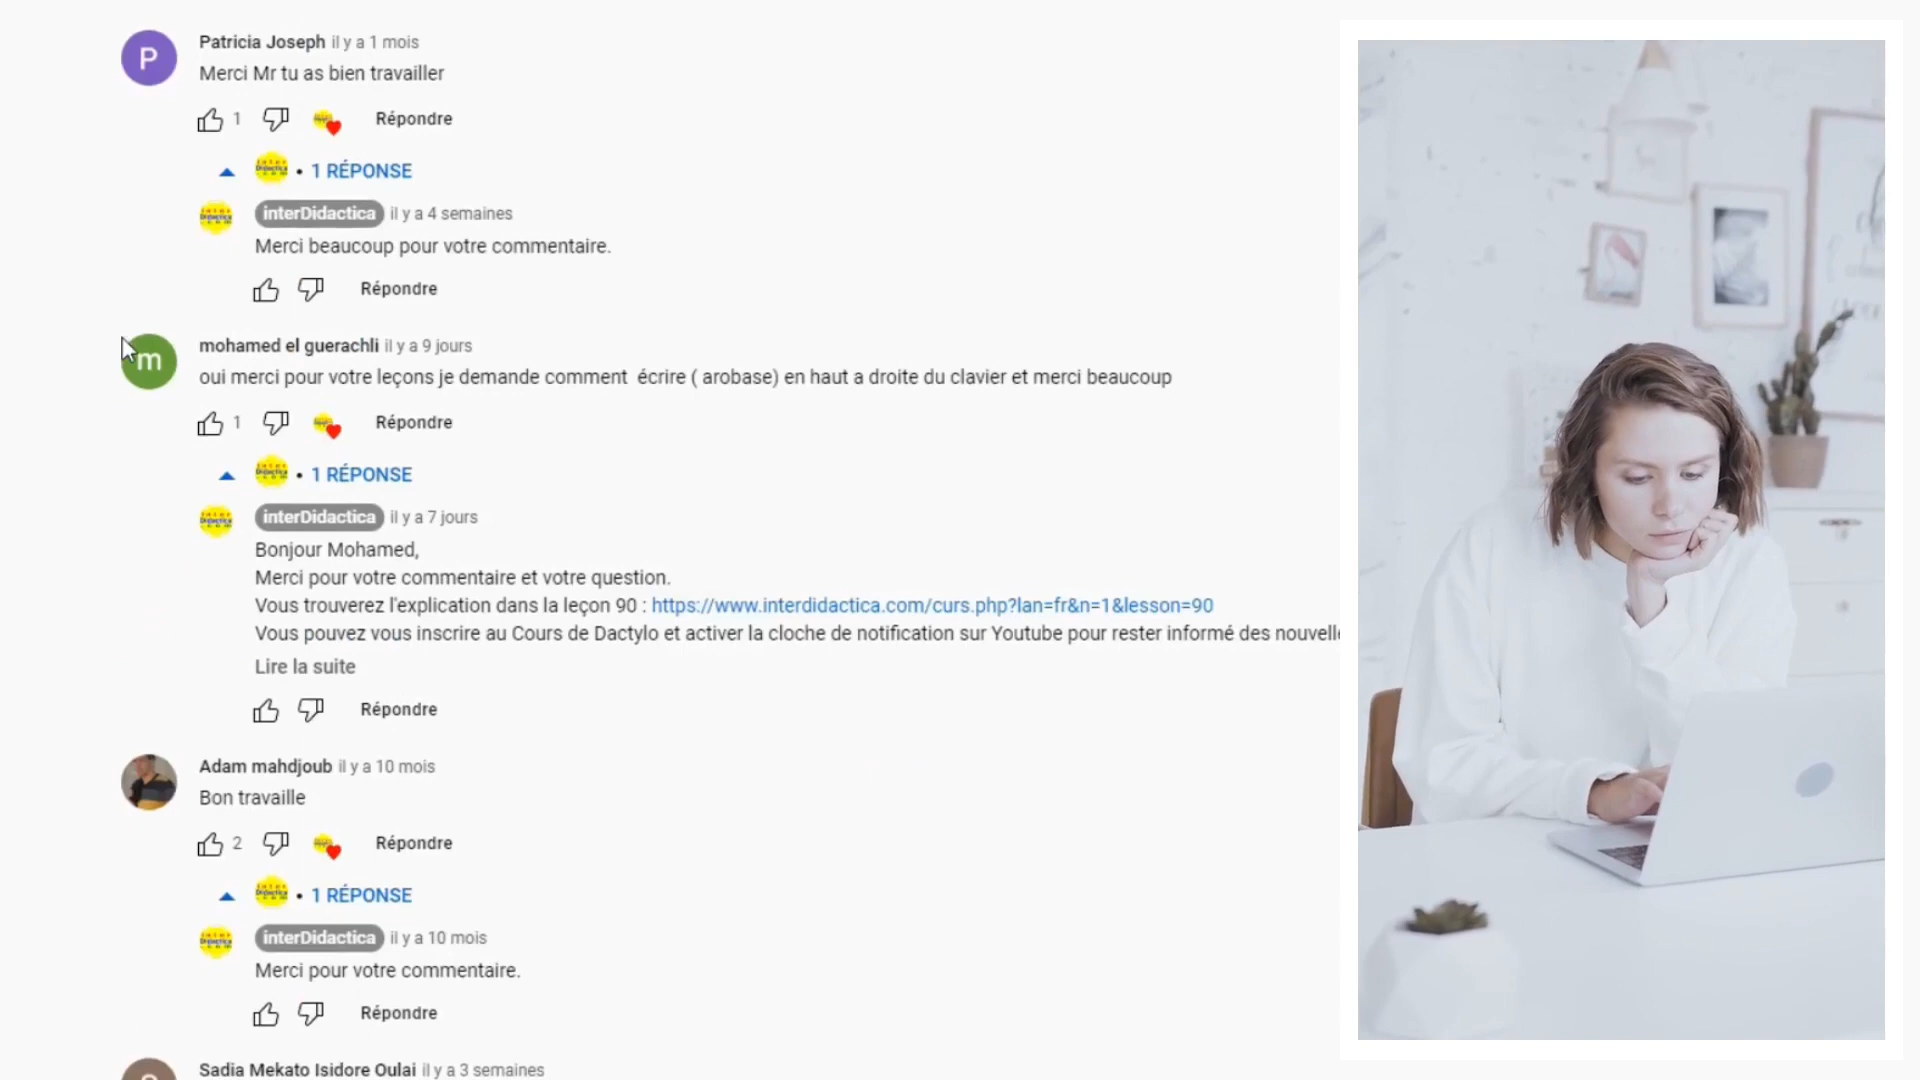 P
Patricia Joseph il y a 1 mois
Merci Mr tu as bien travailler
1 Répondre
• 1 RÉPONSE
interDidactica il y a 4 semaines
Merci beaucoup pour votre commentaire.
Répondre
m
mohamed el guerachli il y a 9 jours
oui merci pour votre leçons je demande comment écrire ( arobase) en haut a droite du clavier et merci beaucoup
1 Répondre
• 1 RÉPONSE
interDidactica il y a 7 jours
Bonjour Mohamed,
Merci pour votre commentaire et votre question.
Vous trouverez l'explication dans la leçon 90 : https://www.interdidactica.com/curs.php?lan=fr&n=1&lesson=90
Vous pouvez vous inscrire au Cours de Dactylo et activer la cloche de notification sur Youtube pour rester informé des
Lire la suite
Répondre
Adam mahdjoub il y a 10 mois
Bon travaille
2 Répondre
• 1 RÉPONSE
interDidactica il y a 10 mois
Merci pour votre commentaire.
Répondre
Sadia Mekato Isidore Oulai il y a 3 semaines